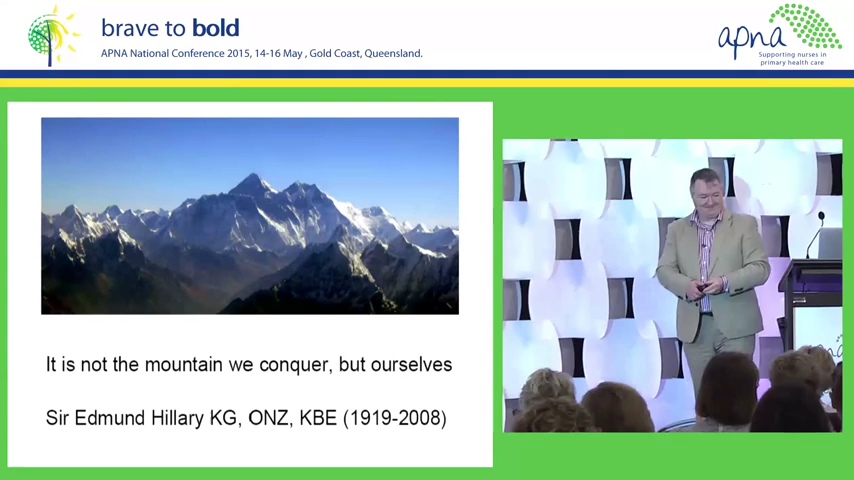 brave to bold
APNA National Conference 2015, 14-16 May , Gold Coast, Queensland.
apna
Supporting nurses in
primary health care
It is not the mountain we conquer, but ourselves
Sir Edmund Hillary KG, ONZ, KBE (1919-2008)